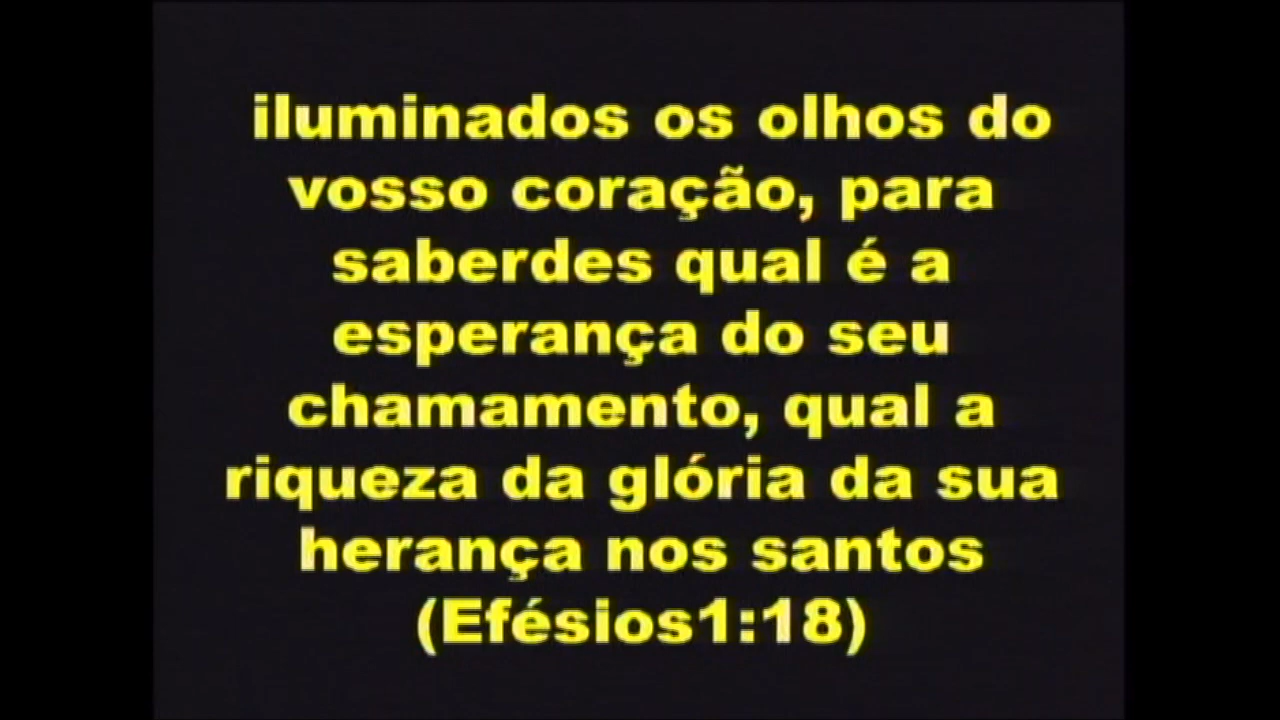 iluminados os olhos do
vosso coração, para
saberdes qual é a
esperança do seu
chamamento, qual a
riqueza da glória da sua
herança nos santos
(Efésios1:18)